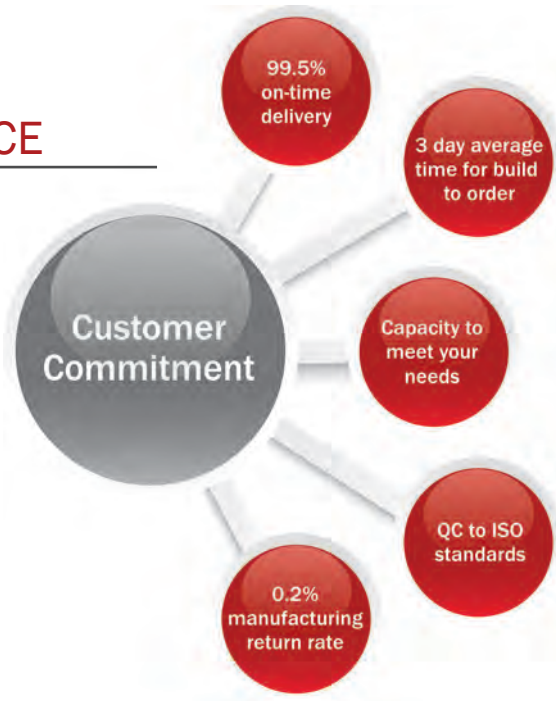 CE
99.5%
on-time
delivery
3 day average
time for build
to order
Customer
Commitment
Capacity to
meet your
needs
QC to ISO
standards
0.2%
manufacturing
return rate